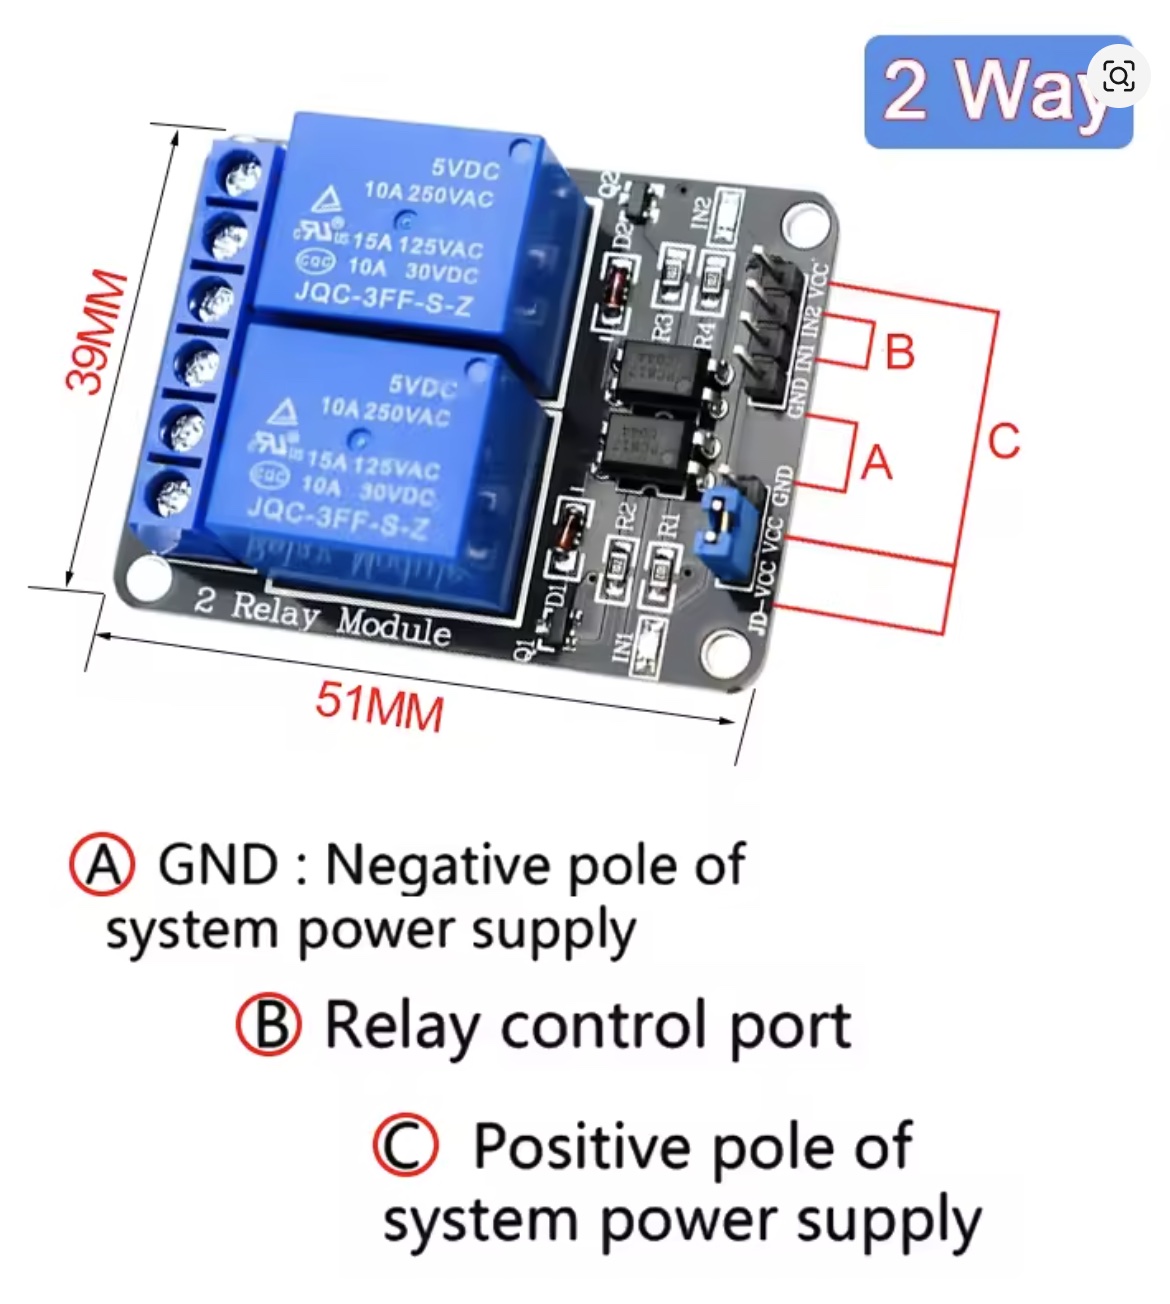 2 Way
5VDC
10A 250VAC
15A 125VAC
10A 30VDC
JQC-3FF-S-Z
5VDC
10A 250VAC
15A 125VAC
10A 30VDC
JQC-3FF-S-Z
Relay Module
2 Relay Module
Q2
D2
IN2
R3
R4
VCC
IN2
IN1
GND
GND
VCC
JD-VCC
R2
R1
D1
Q1
IN1
B
A
C
39MM
51MM
A GND : Negative pole of
system power supply
B Relay control port
C Positive pole of
system power supply